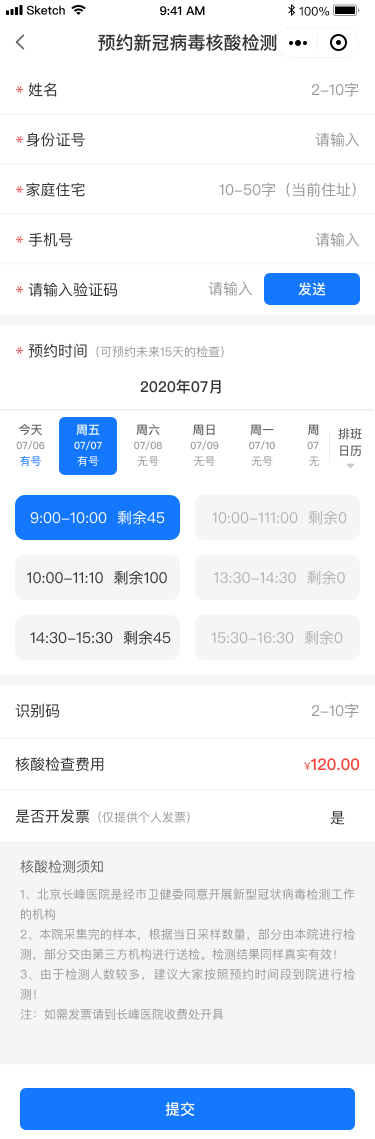 Sketch 9:41 AM 100%
预约新冠病毒核酸检测
* 姓名 2-10字
* 身份证号 请输入
* 家庭住宅 10-50字（当前住址）
* 手机号 请输入
* 请输入验证码 请输入 发送
* 预约时间（可预约未来15天的检查）
2020年07月
今天 周五 周六 周日 周一 周 排班
07/06 07/07 07/08 07/09 07/10 07 日历
有号 有号 无号 无号 无号 无
9:00-10:00 剩余45 10:00-111:00 剩余0
10:00-11:10 剩余100 13:30-14:30 剩余0
14:30-15:30 剩余45 15:30-16:30 剩余0
识别码 2-10字
核酸检查费用 ¥120.00
是否开发票（仅提供个人发票） 是
核酸检测须知
1、北京长峰医院是经市卫健委同意开展新型冠状病毒检测工作
的机构
2、本院采集完的样本，根据当日采样数量，部分由本院进行检
测，部分交由第三方机构进行送检。检测结果同样真实有效！
3、由于检测人数较多，建议大家按照预约时间段到院进行检
测！
注：如需发票请到长峰医院收费处开具
提交